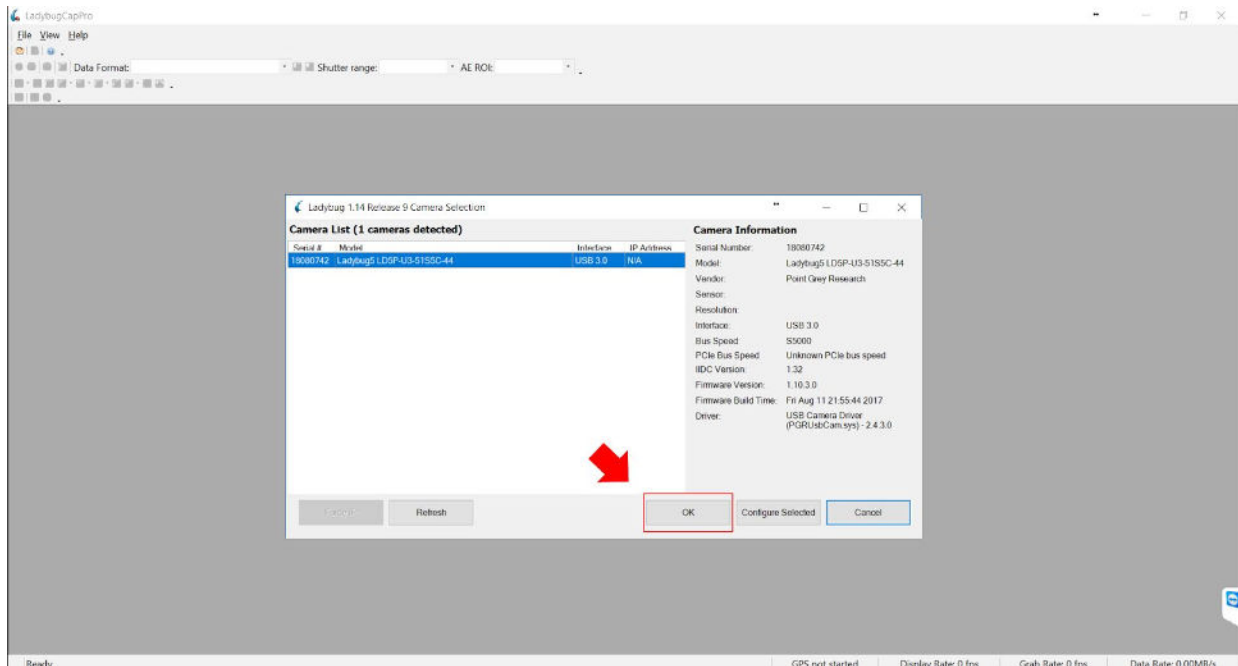 LadybugCapPro
File View Help
Data Format: Shutter range: AE ROI:
Ladybug 1.14 Release 9 Camera Selection
Camera List (1 cameras detected)
Serial # Model Interface IP Address
18080742 Ladybug5 LD5P-U3-51S5C-44 USB 3.0 N/A
Camera Information
Serial Number: 18080742
Model: Ladybug5 LD5P-U3-51S5C-44
Vendor: Point Grey Research
Sensor:
Resolution:
Interface: USB 3.0
Bus Speed S5000
PCIe Bus Speed Unknown PCIe bus speed
IIDC Version: 1.32
Firmware Version: 1.10.3.0
Firmware Build Time: Fri Aug 11 21:55:44 2017
Driver: USB Camera Driver
(PGRUsbCam.sys) - 2.4.3.0
Refresh OK Configure Selected Cancel
Ready GPS not started Display Rate: 0 fps Grab Rate: 0 fps Data Rate: 0.00MB/s